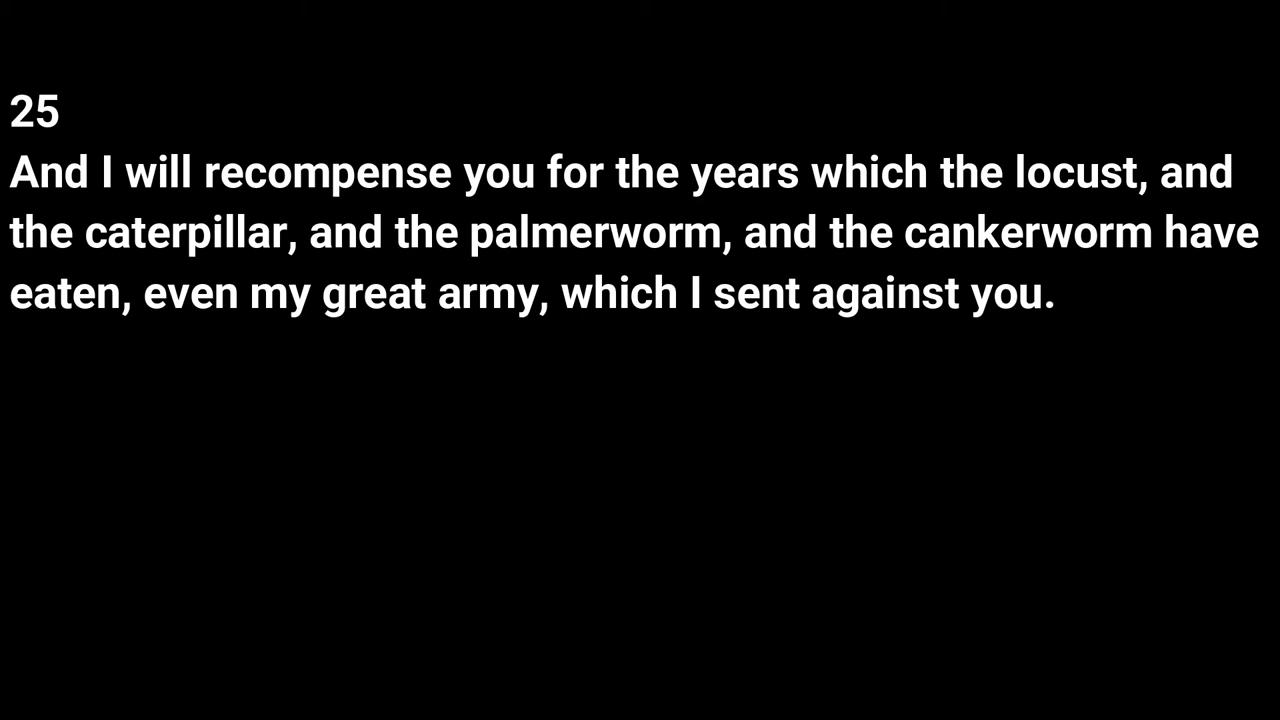 25
And I will recompense you for the years which the locust, and
the caterpillar, and the palmerworm, and the cankerworm have
eaten, even my great army, which I sent against you.